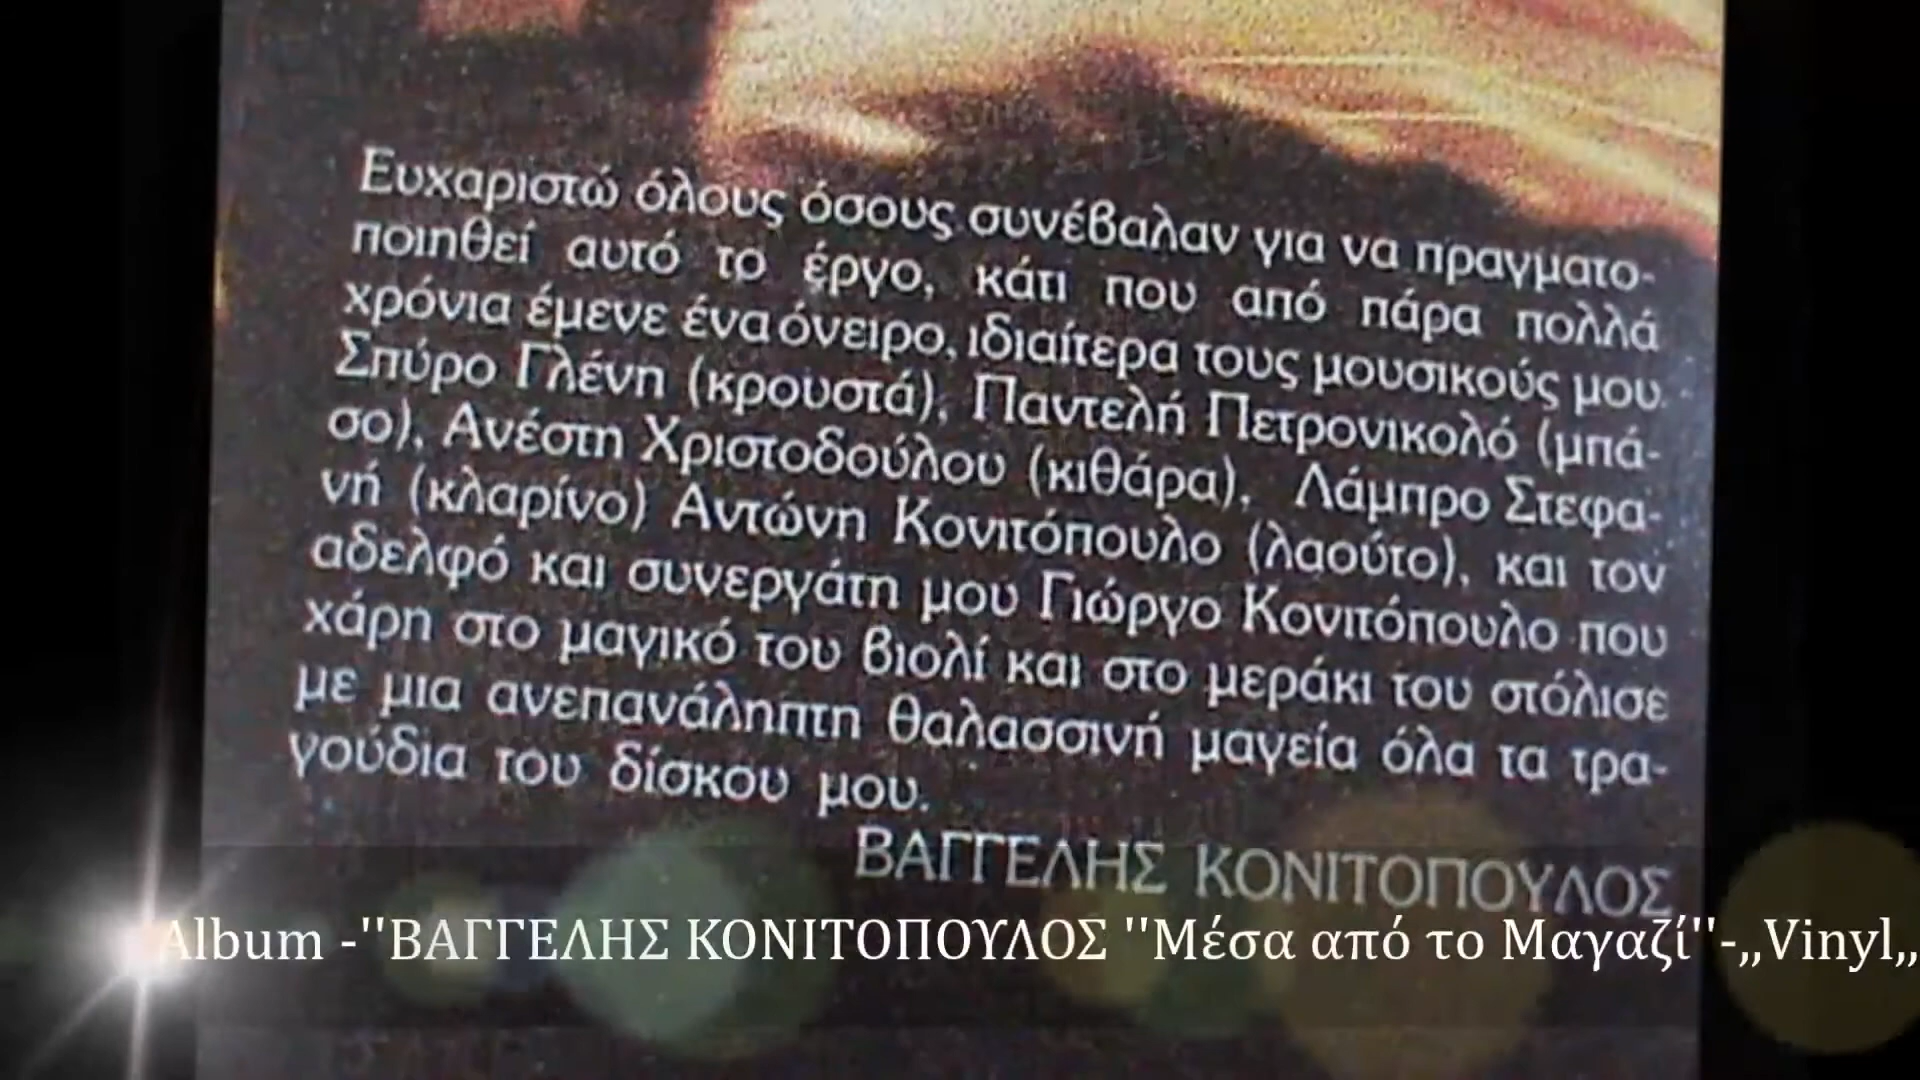 Ευχαριστώ όλους όσους συνέβαλαν για να πραγματο-
ποιηθεί αυτό το έργο, κάτι που από πάρα πολλά
χρόνια έμενε ένα όνειρο, ιδιαίτερα τους μουσικούς μου.
Σπύρο Γλένη (κρουστά), Παντελή Πετρονικολό (μπά-
σο), Ανέστη Χριστοδούλου (κιθάρα), Λάμπρο Στεφα-
νή (κλαρίνο) Αντώνη Κονιτόπουλο (λαούτο), και τον
αδελφό και συνεργάτη μου Γιώργο Κονιτόπουλο που
χάρη στο μαγικό του βιολί και στο μεράκι του στόλισε
με μια ανεπανάληπτη θαλασσινή μαγεία όλα τα τρα-
γούδια του δίσκου μου.
ΒΑΓΓΕΛΗΣ ΚΟΝΙΤΟΠΟΥΛΟΣ
Album -''ΒΑΓΓΕΛΗΣ ΚΟΝΙΤΟΠΟΥΛΟΣ ''Μέσα από το Μαγαζί''-,,Vinyl,,